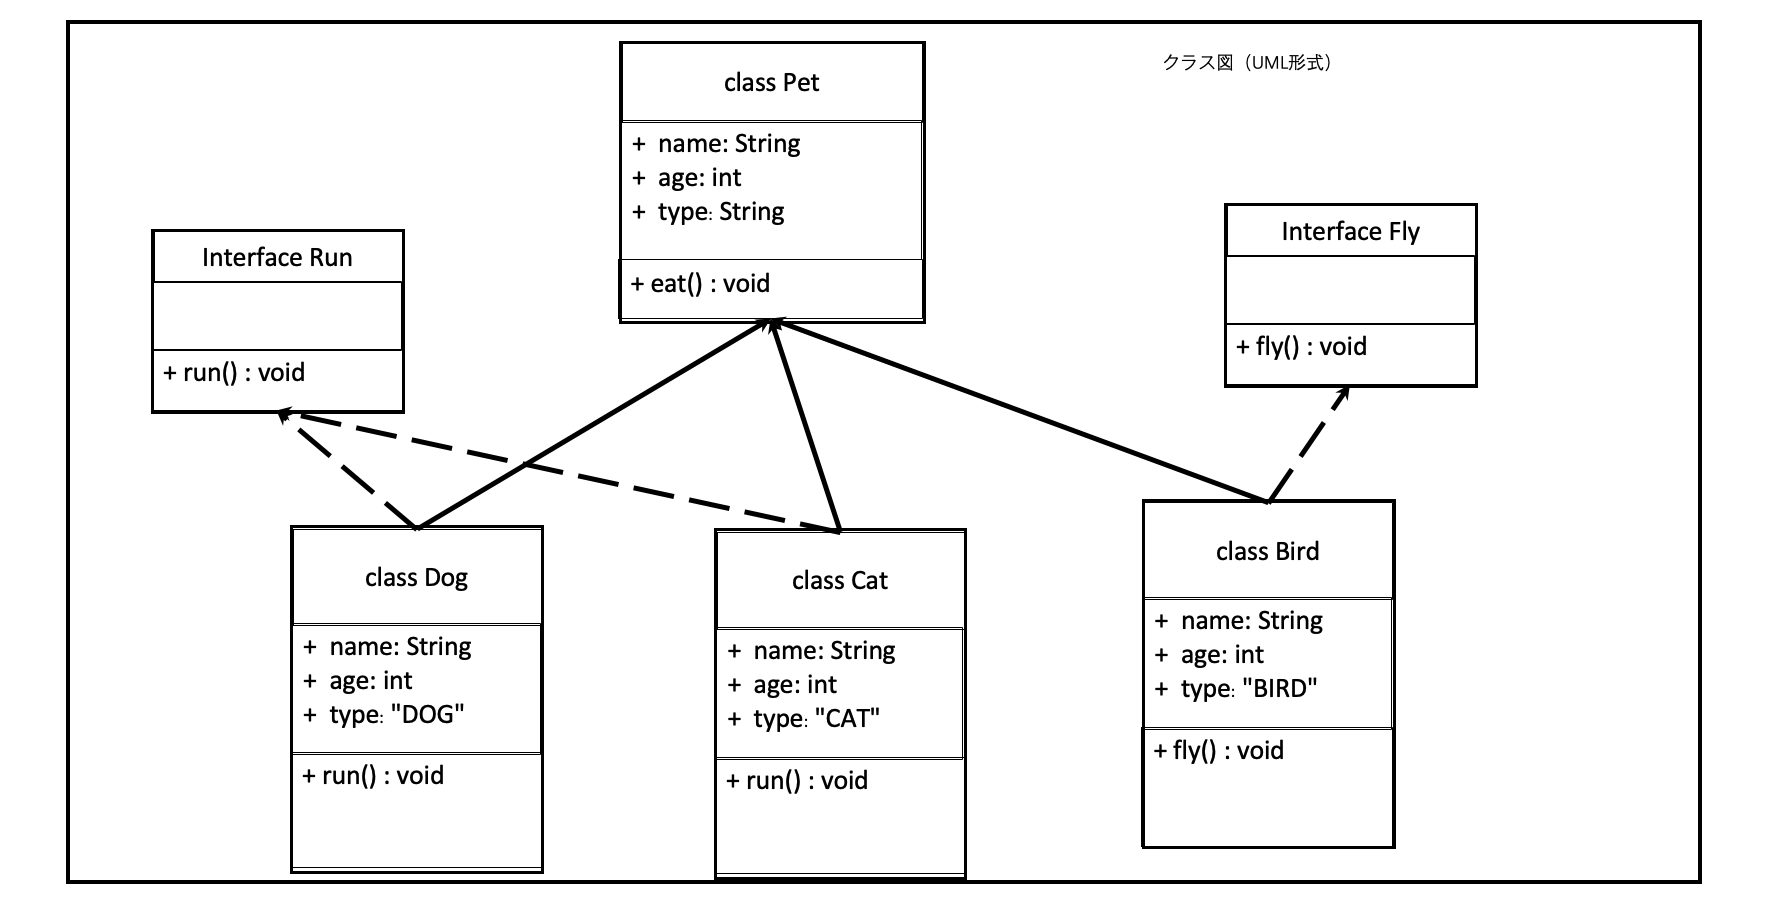 クラス図（UML形式）
class Pet
+ name: String
+ age: int
+ type: String
+ eat() : void
Interface Run
+ run() : void
Interface Fly
+ fly() : void
class Dog
+ name: String
+ age: int
+ type: "DOG"
+ run() : void
class Cat
+ name: String
+ age: int
+ type: "CAT"
+ run() : void
class Bird
+ name: String
+ age: int
+ type: "BIRD"
+ fly() : void